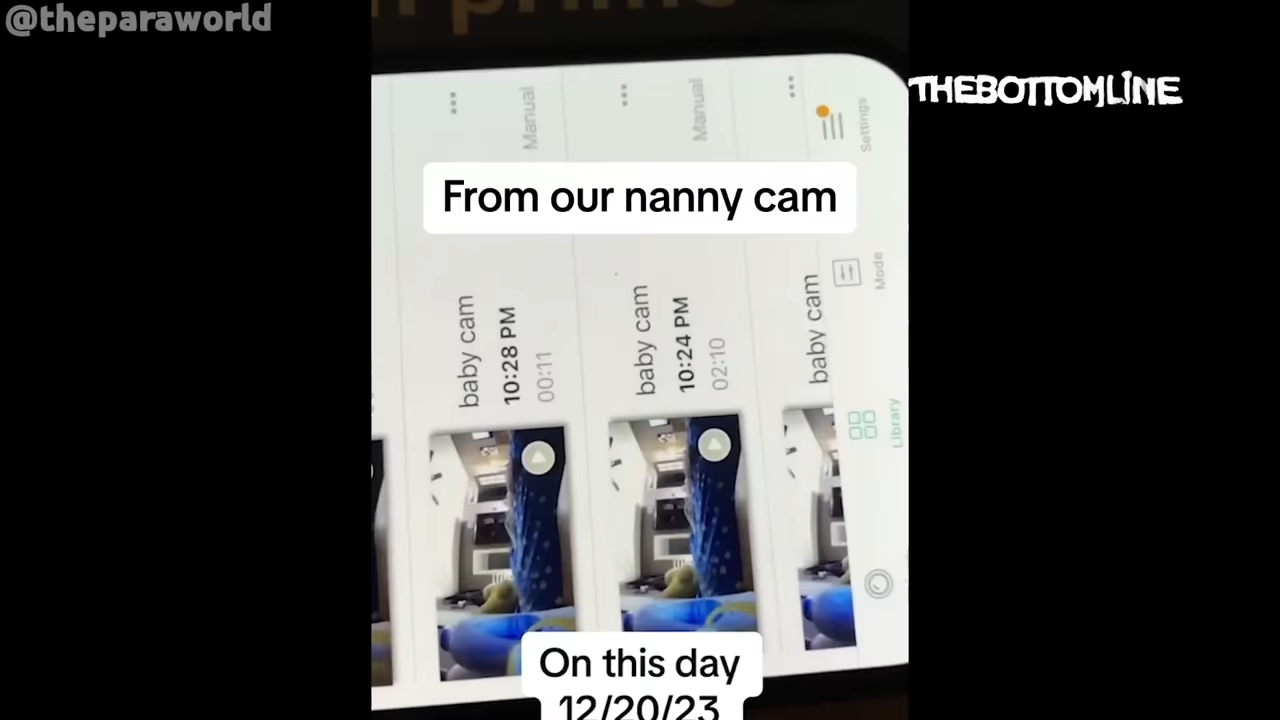 @theparaworld
THEBOTTOMLINE
prime
From our nanny cam
Manual
Manual
baby cam
10:28 PM
00:11
baby cam
10:24 PM
02:10
baby cam
Settings
Mode
Library
On this day
12/20/23